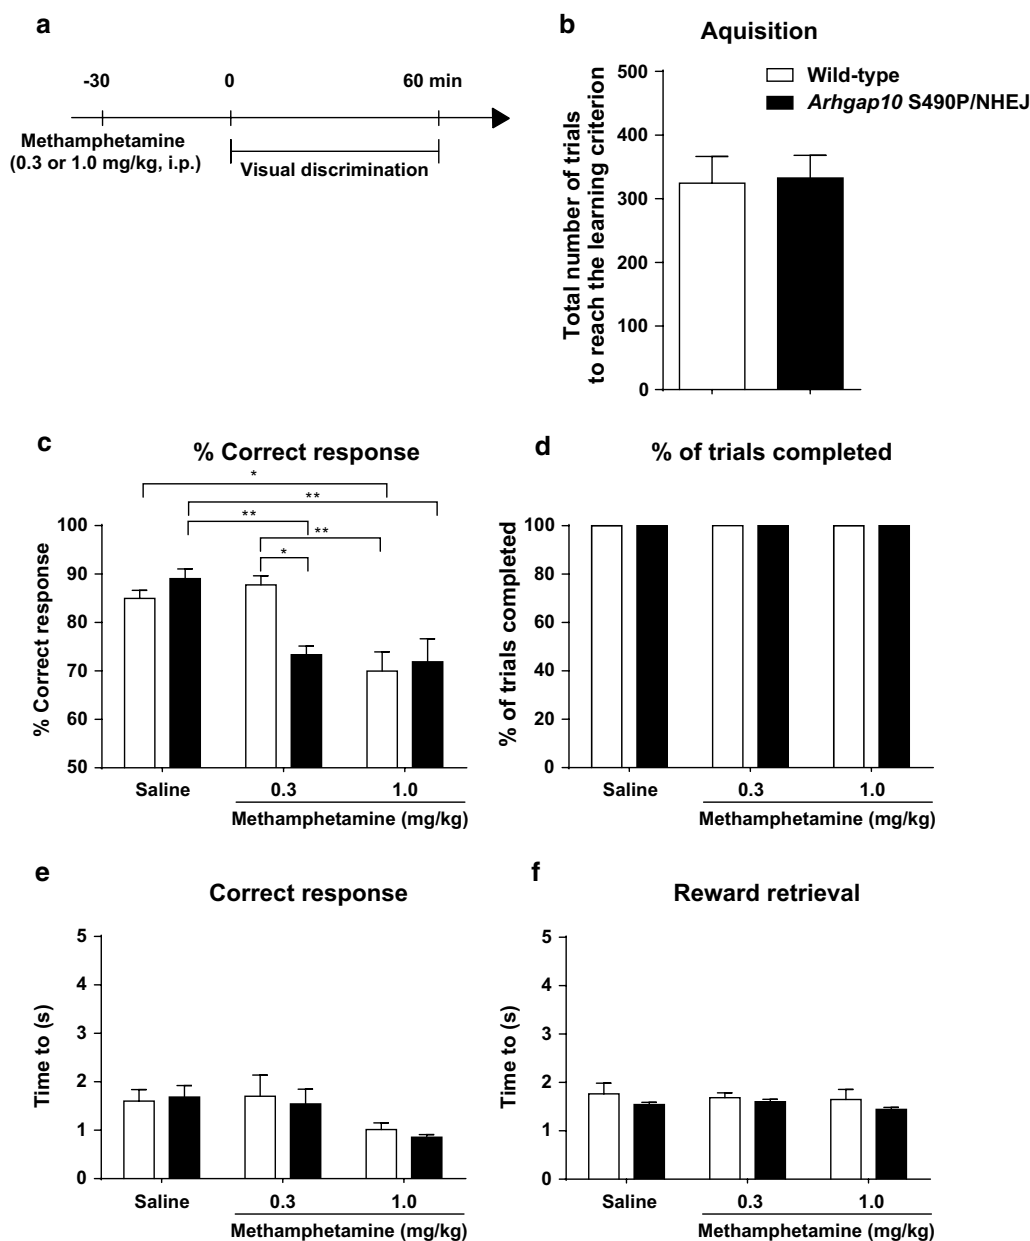 a
-30
0
60 min
Methamphetamine
(0.3 or 1.0 mg/kg, i.p.)
Visual discrimination
b
Aquisition
Wild-type
Arhgap10 S490P/NHEJ
Total number of trials
to reach the learning criterion
500
400
300
200
100
0
c
% Correct response
*
**
**
**
*
% Correct response
100
90
80
70
60
50
Saline
0.3
1.0
Methamphetamine (mg/kg)
d
% of trials completed
% of trials completed
100
80
60
40
20
0
Saline
0.3
1.0
Methamphetamine (mg/kg)
e
Correct response
Time to (s)
5
4
3
2
1
0
Saline
0.3
1.0
Methamphetamine (mg/kg)
f
Reward retrieval
Time to (s)
5
4
3
2
1
0
Saline
0.3
1.0
Methamphetamine (mg/kg)